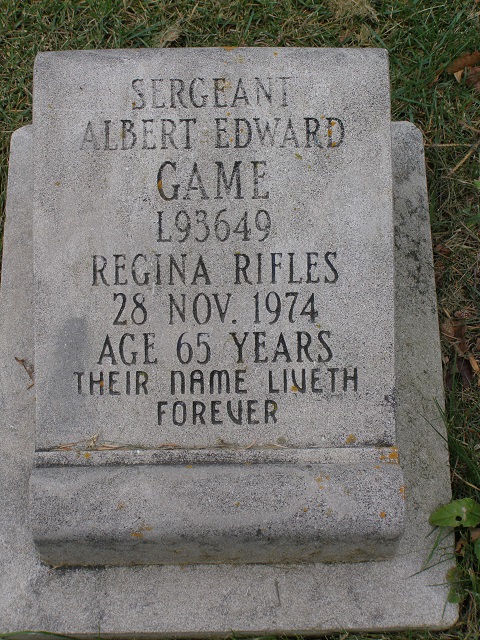 SERGEANT
ALBERT EDWARD
GAME
L93649
REGINA RIFLES
28 NOV. 1974
AGE 65 YEARS
THEIR NAME LIVETH
FOREVER